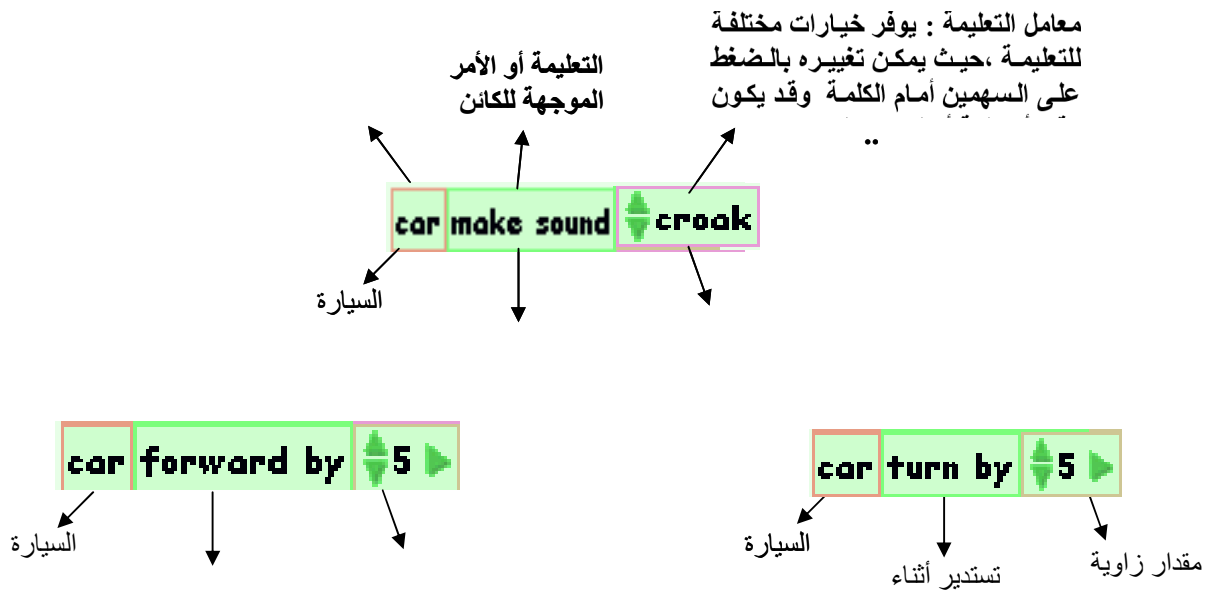 معامل التعليمة : يوفر خيارات مختلفة
للتعليمة ،حيث يمكن تغييره بالضغط
على السهمين أمام الكلمة وقد يكون
..
التعليمة أو الأمر
الموجهة للكائن
car make sound croak
السيارة
car forward by 5
السيارة
car turn by 5
السيارة
تستدير أثناء
مقدار زاوية